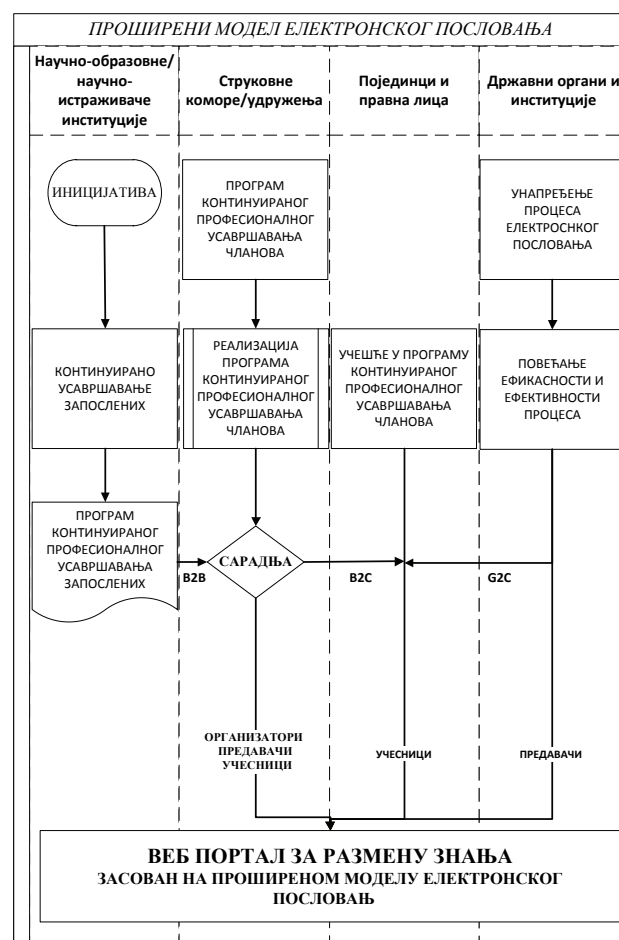 ПРОШИРЕНИ МОДЕЛ ЕЛЕКТРОНСКОГ ПОСЛОВАЊА
Научно-образовне/
научно-
истраживаче
институције
Струковне
коморе/удружења
Појединци и
правна лица
Државни органи и
институције
ИНИЦИЈАТИВА
ПРОГРАМ
КОНТИНУИРАНОГ
ПРОФЕСИОНАЛНОГ
УСАВРШАВАЊА
ЧЛАНОВА
УНАПРЕЂЕЊЕ
ПРОЦЕСА
ЕЛЕКТРОСНКОГ
ПОСЛОВАЊА
КОНТИНУИРАНО
УСАВРШАВАЊЕ
ЗАПОСЛЕНИХ
РЕАЛИЗАЦИЈА
ПРОГРАМА
КОНТИНУИРАНОГ
ПРОФЕСИОНАЛНОГ
УСАВРШАВАЊА
ЧЛАНОВА
УЧЕШЋЕ У ПРОГРАМУ
КОНТИНУИРАНОГ
ПРОФЕСИОНАЛНОГ
УСАВРШАВАЊА
ЧЛАНОВА
ПОВЕЋАЊЕ
ЕФИКАСНОСТИ И
ЕФЕКТИВНОСТИ
ПРОЦЕСА
ПРОГРАМ
КОНТИНУИРАНОГ
ПРОФЕСИОНАЛНОГ
УСАВРШАВАЊА
ЗАПОСЛЕНИХ
B2B
САРАДЊА
B2C
G2C
ОРГАНИЗАТОРИ
ПРЕДАВАЧИ
УЧЕСНИЦИ
УЧЕСНИЦИ
ПРЕДАВАЧИ
ВЕБ ПОРТАЛ ЗА РАЗМЕНУ ЗНАЊА
ЗАСОВАН НА ПРОШИРЕНОМ МОДЕЛУ ЕЛЕКТРОНСКОГ
ПОСЛОВАЊ